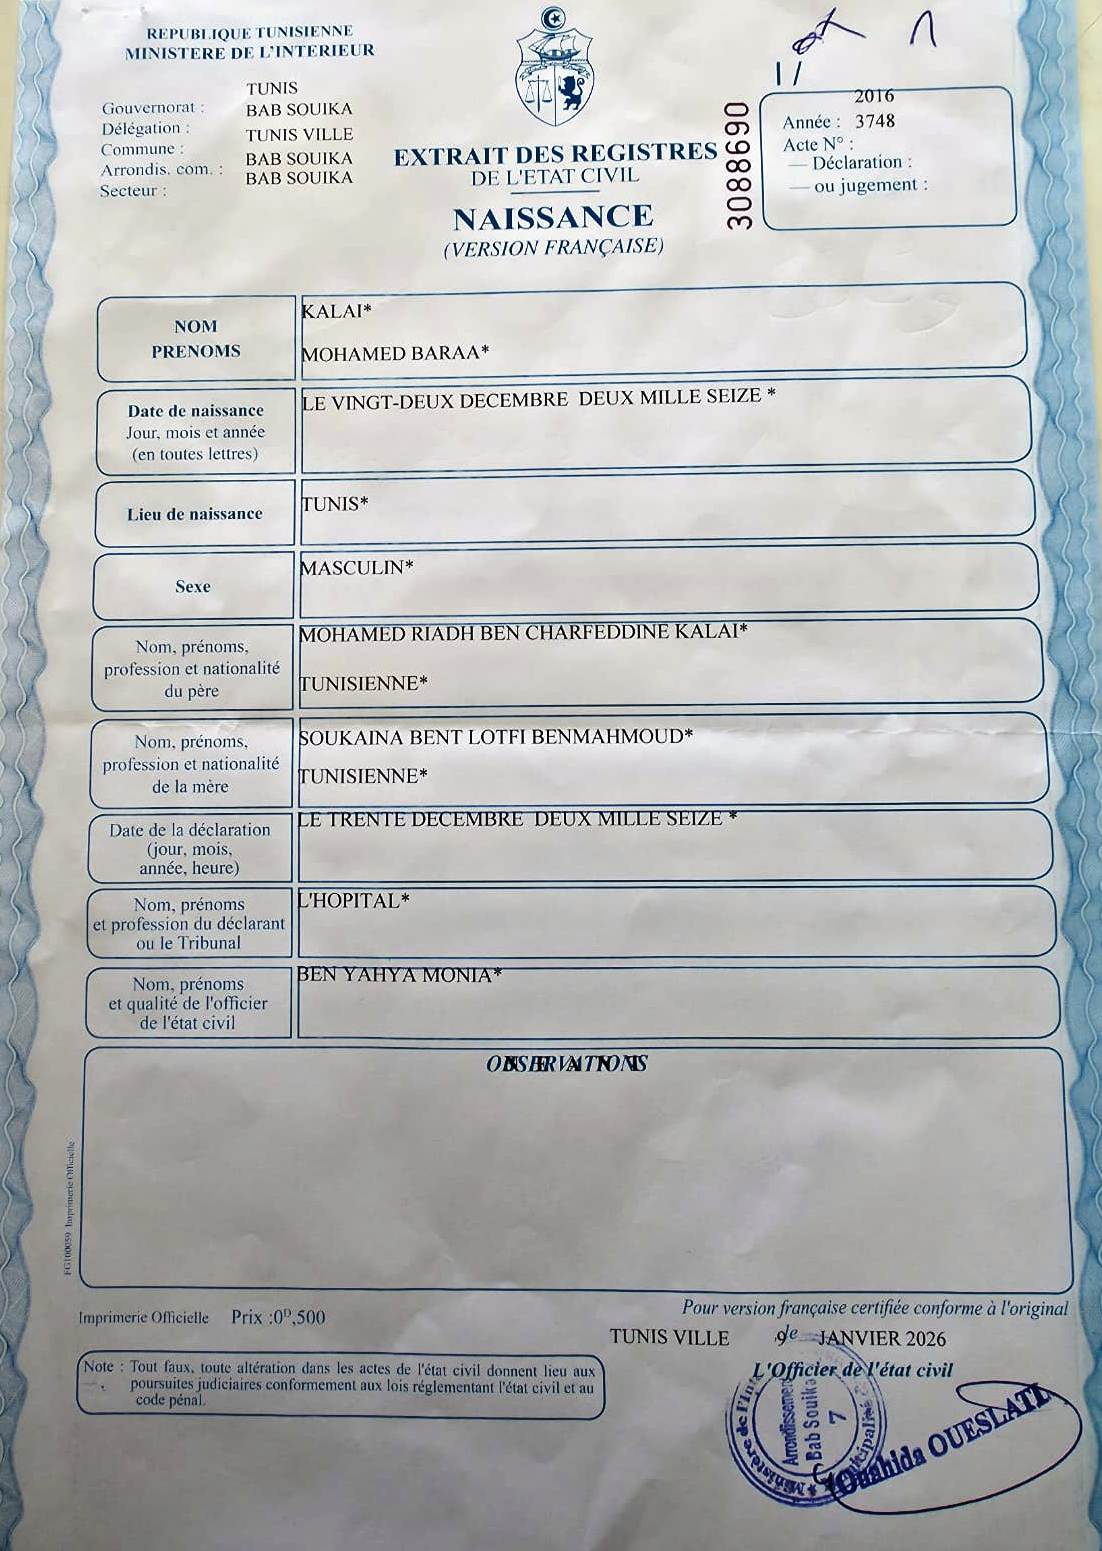 REPUBLIQUE TUNISIENNE
MINISTERE DE L'INTERIEUR
Gouvernorat : TUNIS
Délégation : BAB SOUIKA
Commune : TUNIS VILLE
Arrondis. com. : BAB SOUIKA
Secteur : BAB SOUIKA
EXTRAIT DES REGISTRES
DE L'ETAT CIVIL
NAISSANCE
(VERSION FRANÇAISE)
3088690
2016
Année : 3748
Acte N° :
— Déclaration :
— ou jugement :
NOM
PRENOMS
KALAI*
MOHAMED BARAA*
Date de naissance
Jour, mois et année
(en toutes lettres)
LE VINGT-DEUX DECEMBRE DEUX MILLE SEIZE *
Lieu de naissance
TUNIS*
Sexe
MASCULIN*
Nom, prénoms,
profession et nationalité
du père
MOHAMED RIADH BEN CHARFEDDINE KALAI*
TUNISIENNE*
Nom, prénoms,
profession et nationalité
de la mère
SOUKAINA BENT LOTFI BENMAHMOUD*
TUNISIENNE*
Date de la déclaration
(jour, mois,
année, heure)
LE TRENTE DECEMBRE DEUX MILLE SEIZE *
Nom, prénoms
et profession du déclarant
ou le Tribunal
L'HOPITAL*
Nom, prénoms
et qualité de l'officier
de l'état civil
BEN YAHYA MONIA*
OBSERVATIONS
N E A N T
FG100059 Imprimerie Officielle
Imprimerie Officielle Prix :0ᴰ,500
Pour version française certifiée conforme à l'original
TUNIS VILLE 9 le JANVIER 2026
L'Officier de l'état civil
Note : Tout faux, toute altération dans les actes de l'état civil donnent lieu aux
poursuites judiciaires conformement aux lois réglementant l'état civil et au
code pénal.
Arrondissement
Bab Souika
7
Ouahida OUESLATI